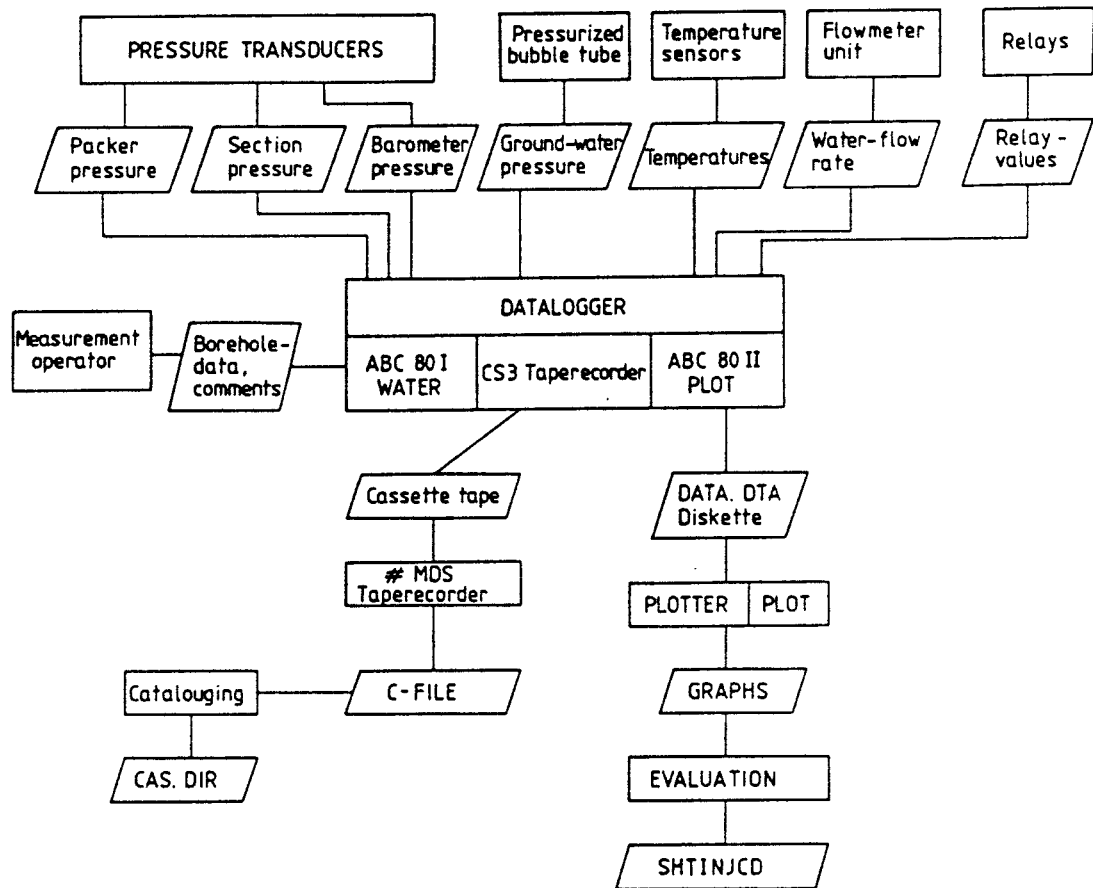 PRESSURE TRANSDUCERS
Pressurized
bubble tube
Temperature
sensors
Flowmeter
unit
Relays
Packer
pressure
Section
pressure
Barometer
pressure
Ground-water
pressure
Temperatures
Water-flow
rate
Relay-
values
DATALOGGER
Measurement
operator
Borehole-
data,
comments
ABC 80 I
WATER
CS3 Taperecorder
ABC 80 II
PLOT
Cassette tape
DATA. DTA
Diskette
# MDS
Taperecorder
PLOTTER
PLOT
Catalouging
C-FILE
GRAPHS
CAS. DIR
EVALUATION
SHTINJCD